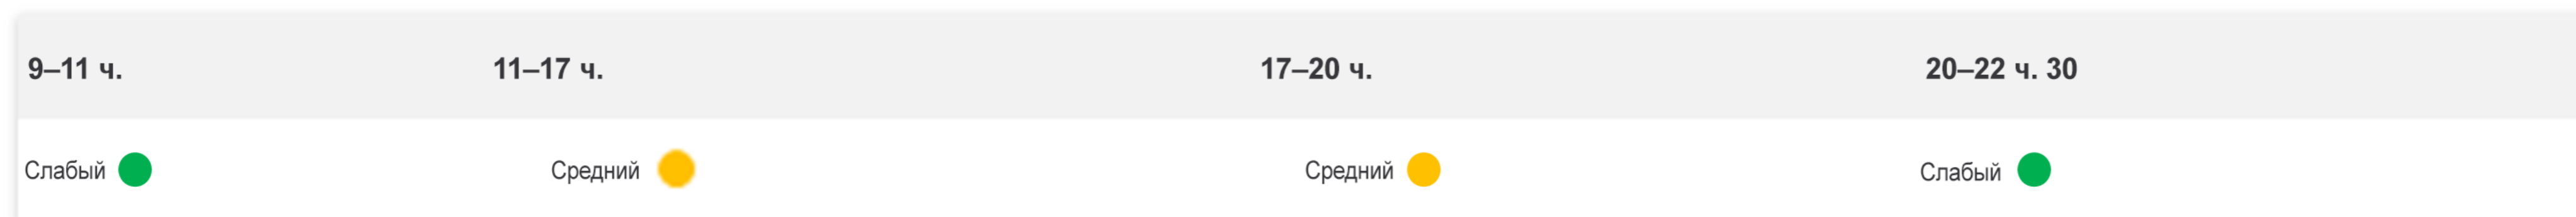 9–11 ч. 11–17 ч. 17–20 ч. 20–22 ч. 30
Слабый Средний Средний Слабый